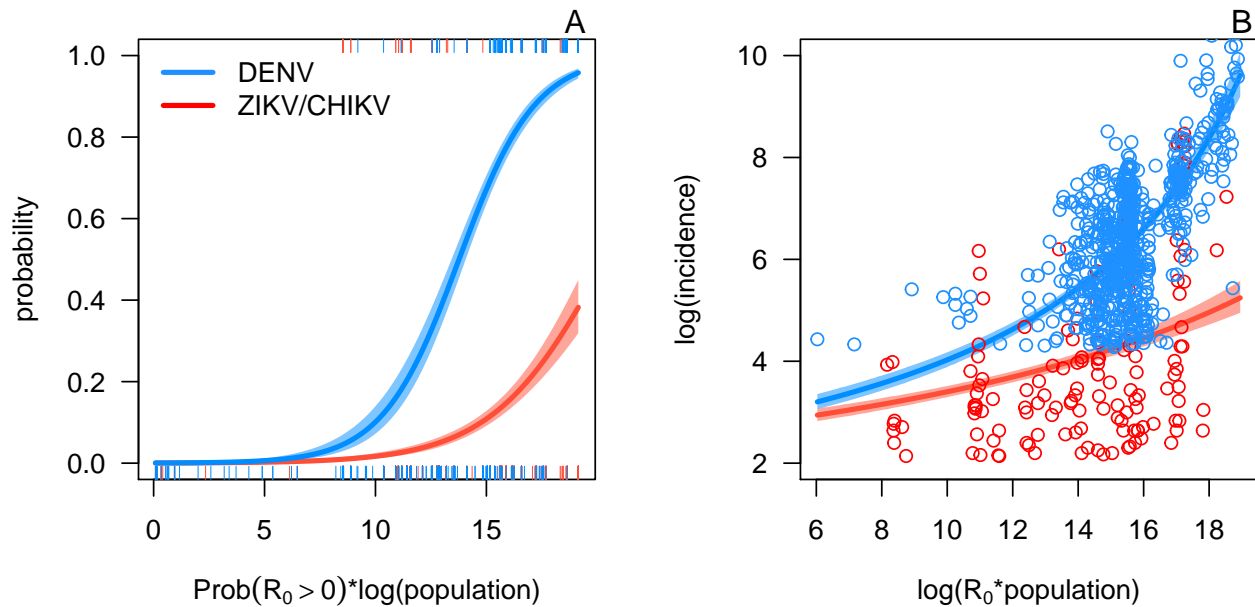 A
1.0
0.8
0.6
0.4
0.2
0.0
probability
DENV
ZIKV/CHIKV
0 5 10 15
Prob(R₀ > 0)*log(population)
B
10
8
6
4
2
log(incidence)
6 8 10 12 14 16 18
log(R₀*population)